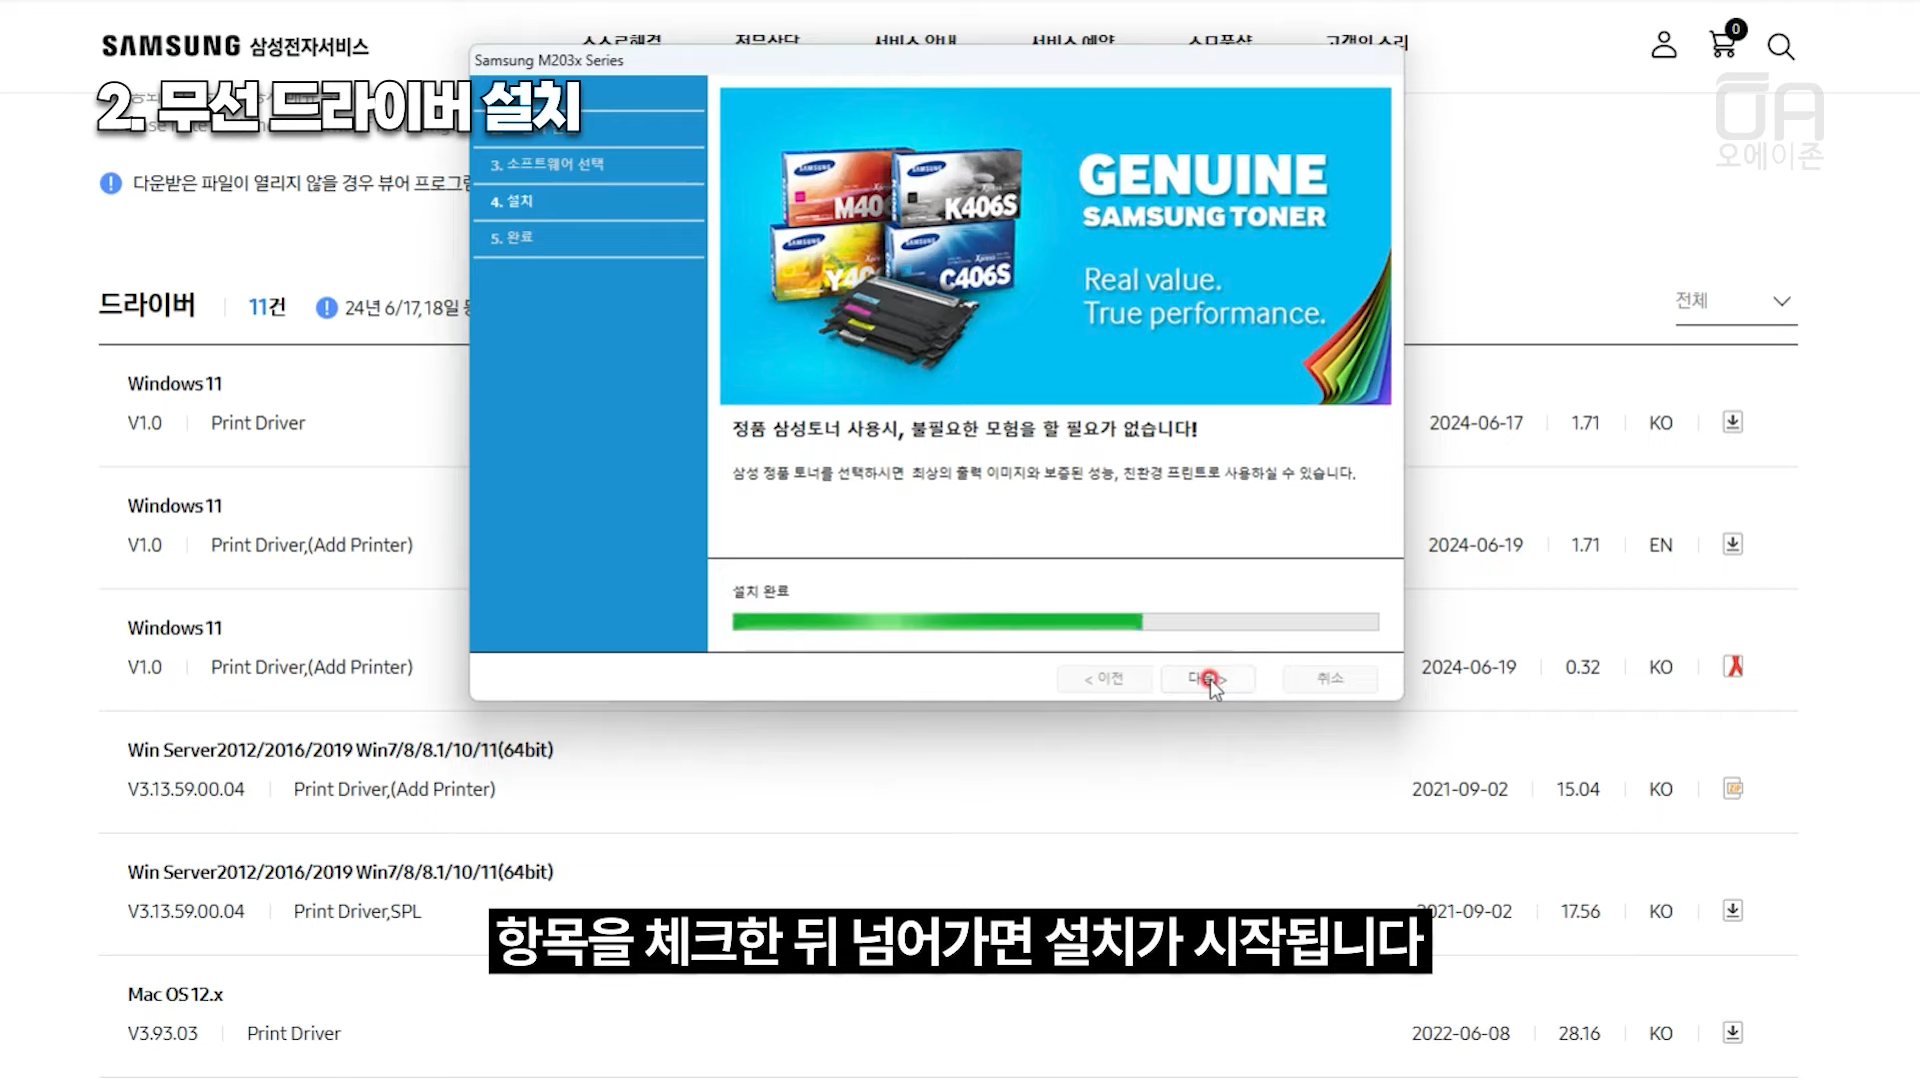 SAMSUNG 삼성전자서비스
0
오에이존
2. 무선 드라이버 설치
다운받은 파일이 열리지 않을 경우 뷰어 프로그
드라이버
11건
24년 6/17,18일
전체
Samsung M203x Series
3. 소프트웨어 선택
4. 설치
5. 완료
SAMSUNG
M40
SAMSUNG
K406S
SAMSUNG
Y40
SAMSUNG
C406S
GENUINE
SAMSUNG TONER
Real value.
True performance.
정품 삼성토너 사용시, 불필요한 모험을 할 필요가 없습니다!
삼성 정품 토너를 선택하시면 최상의 출력 이미지와 보증된 성능, 친환경 프린트로 사용하실 수 있습니다.
설치 완료
< 이전
취소
Windows 11
V1.0 Print Driver 2024-06-17 1.71 KO
Windows 11
V1.0 Print Driver,(Add Printer) 2024-06-19 1.71 EN
Windows 11
V1.0 Print Driver,(Add Printer) 2024-06-19 0.32 KO
Win Server2012/2016/2019 Win7/8/8.1/10/11(64bit)
V3.13.59.00.04 Print Driver,(Add Printer) 2021-09-02 15.04 KO
ZIP
Win Server2012/2016/2019 Win7/8/8.1/10/11(64bit)
V3.13.59.00.04 Print Driver,SPL 2021-09-02 17.56 KO
항목을 체크한 뒤 넘어가면 설치가 시작됩니다
Mac OS 12.x
V3.93.03 Print Driver 2022-06-08 28.16 KO